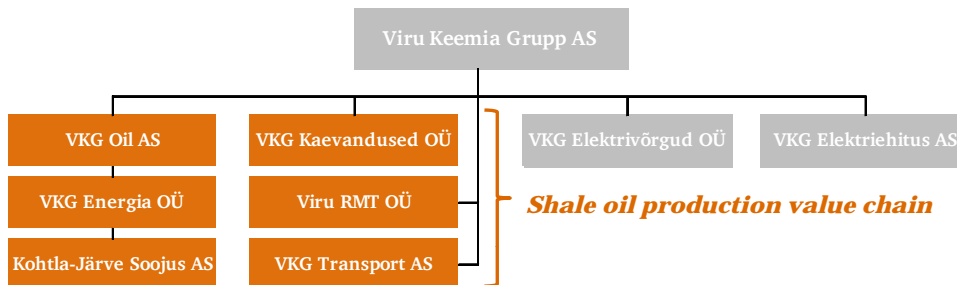 Viru Keemia Grupp AS
VKG Oil AS
VKG Kaevandused OÜ
VKG Elektrivõrgud OÜ
VKG Elektriehitus AS
VKG Energia OÜ
Viru RMT OÜ
Shale oil production value chain
Kohtla-Järve Soojus AS
VKG Transport AS